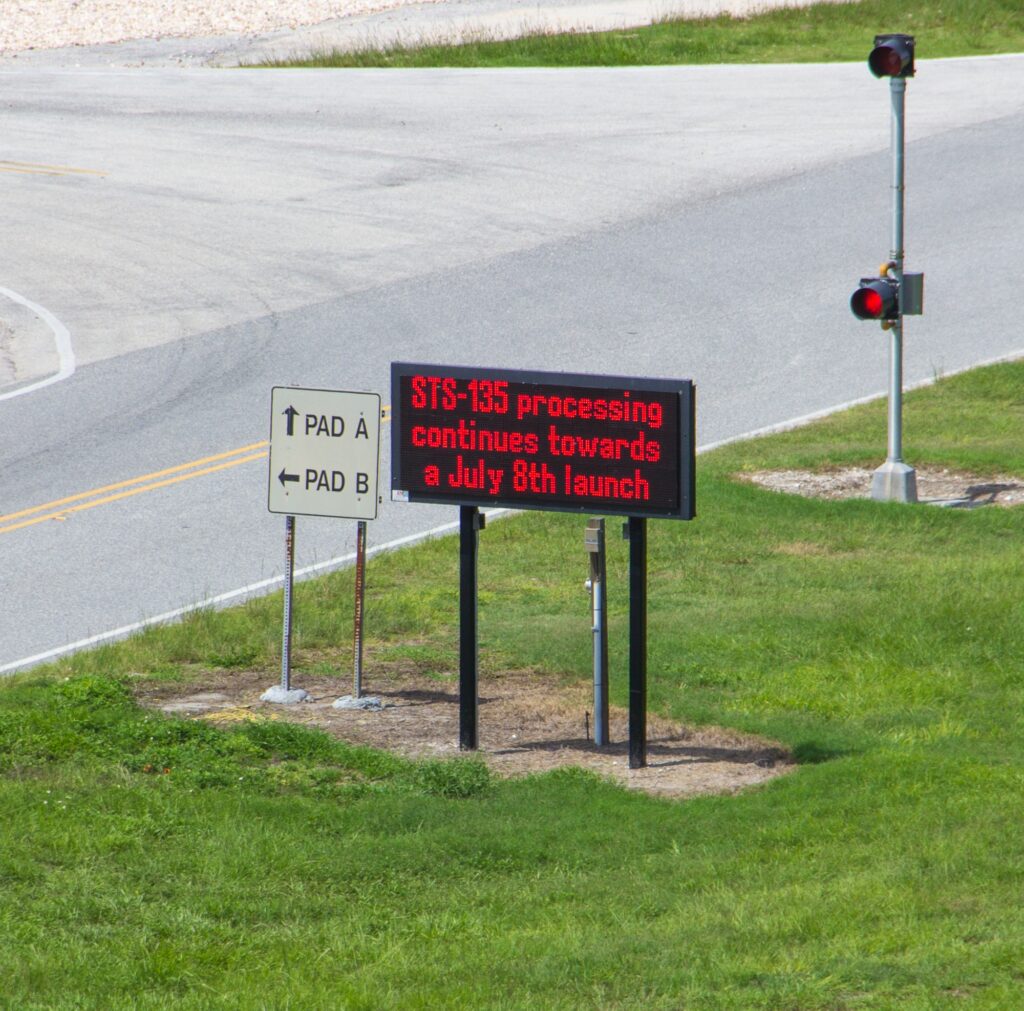 ↑ PAD A
← PAD B
STS-135 processing
continues towards
a July 8th launch